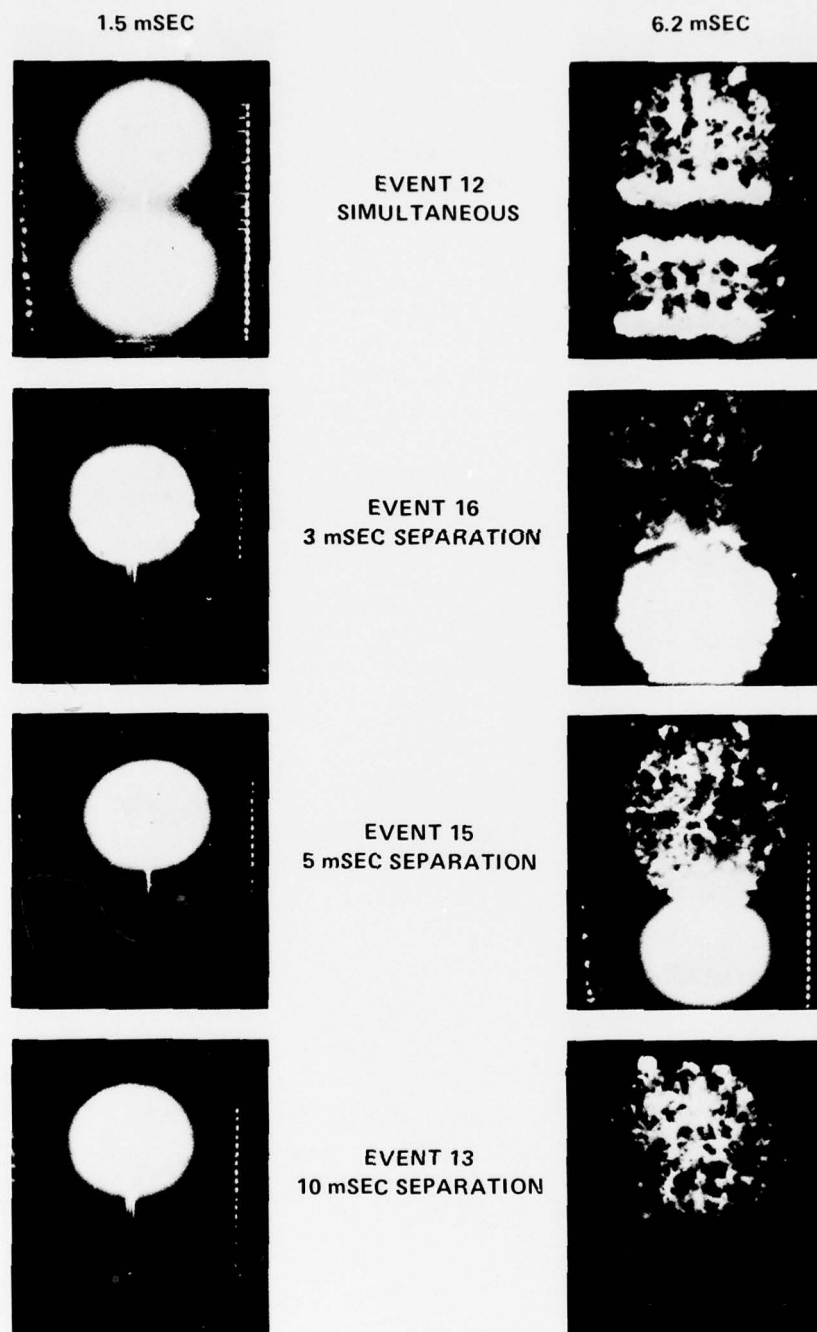 1.5 mSEC
6.2 mSEC
EVENT 12
SIMULTANEOUS
EVENT 16
3 mSEC SEPARATION
EVENT 15
5 mSEC SEPARATION
EVENT 13
10 mSEC SEPARATION